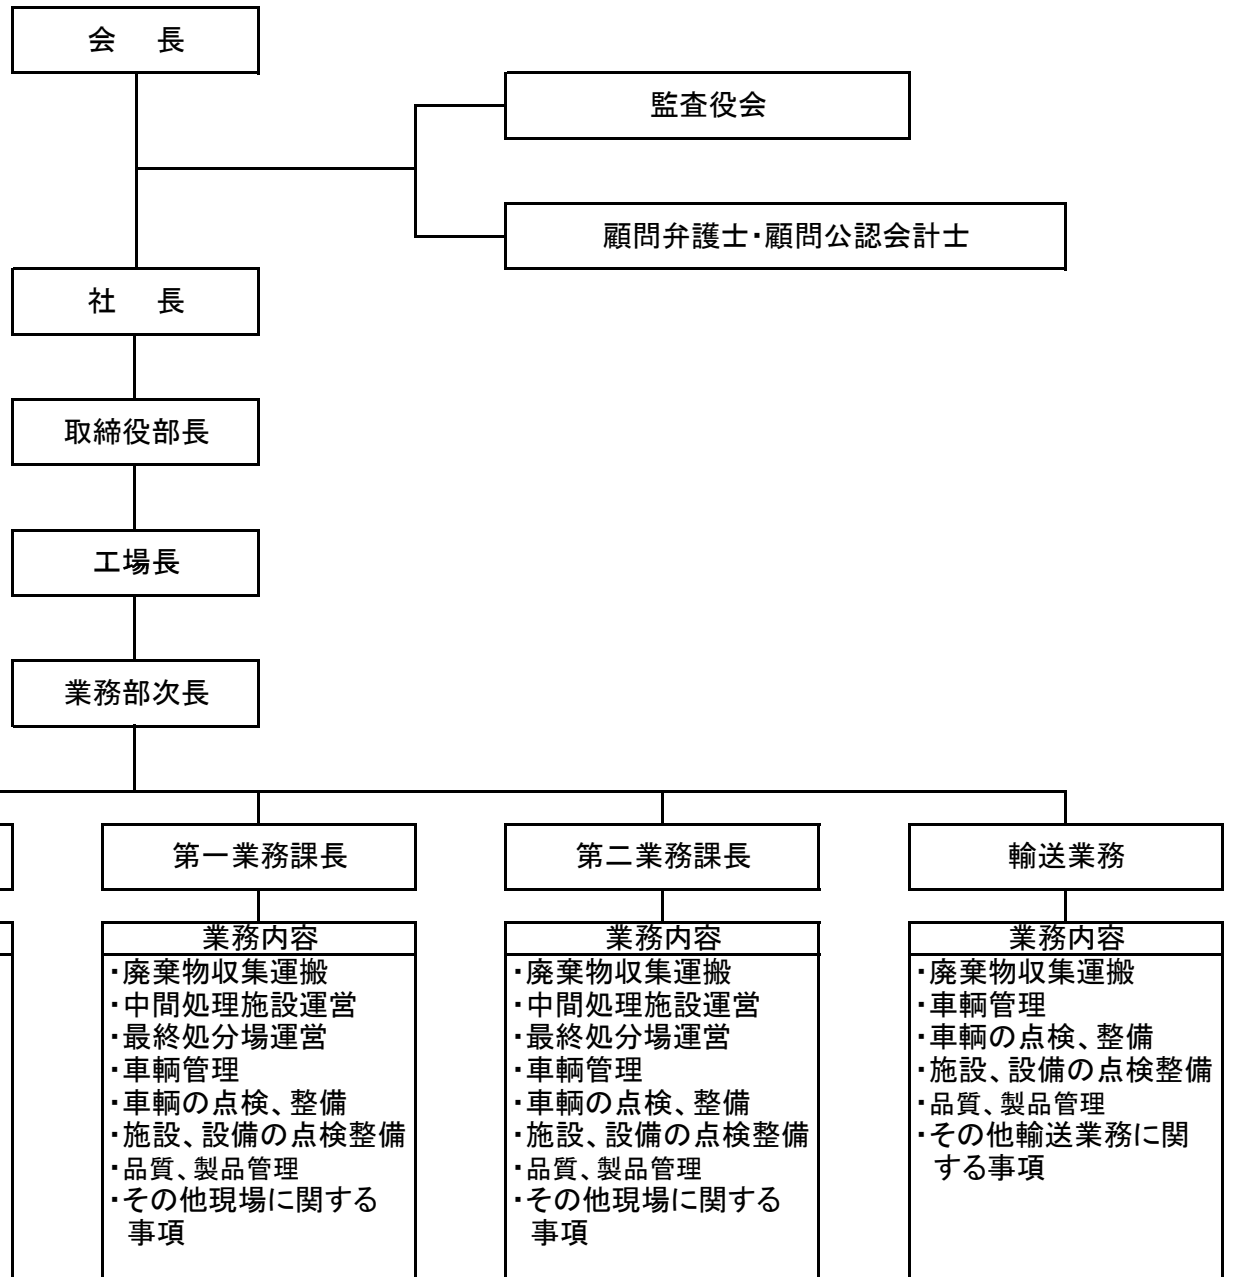 会　長
監査役会
顧問弁護士・顧問公認会計士
社　長
取締役部長
工場長
業務部次長
第一業務課長
業務内容
・廃棄物収集運搬
・中間処理施設運営
・最終処分場運営
・車輌管理
・車輌の点検、整備
・施設、設備の点検整備
・品質、製品管理
・その他現場に関する
事項
第二業務課長
業務内容
・廃棄物収集運搬
・中間処理施設運営
・最終処分場運営
・車輌管理
・車輌の点検、整備
・施設、設備の点検整備
・品質、製品管理
・その他現場に関する
事項
輸送業務
業務内容
・廃棄物収集運搬
・車輌管理
・車輌の点検、整備
・施設、設備の点検整備
・品質、製品管理
・その他輸送業務に関
する事項